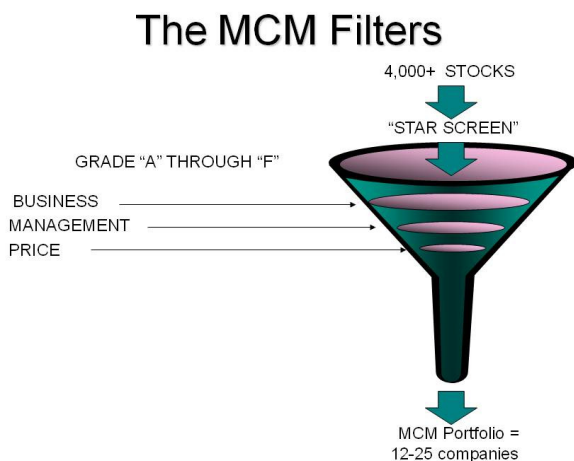 The MCM Filters
4,000+ STOCKS
“STAR SCREEN”
GRADE “A” THROUGH “F”
BUSINESS
MANAGEMENT
PRICE
MCM Portfolio =
12-25 companies